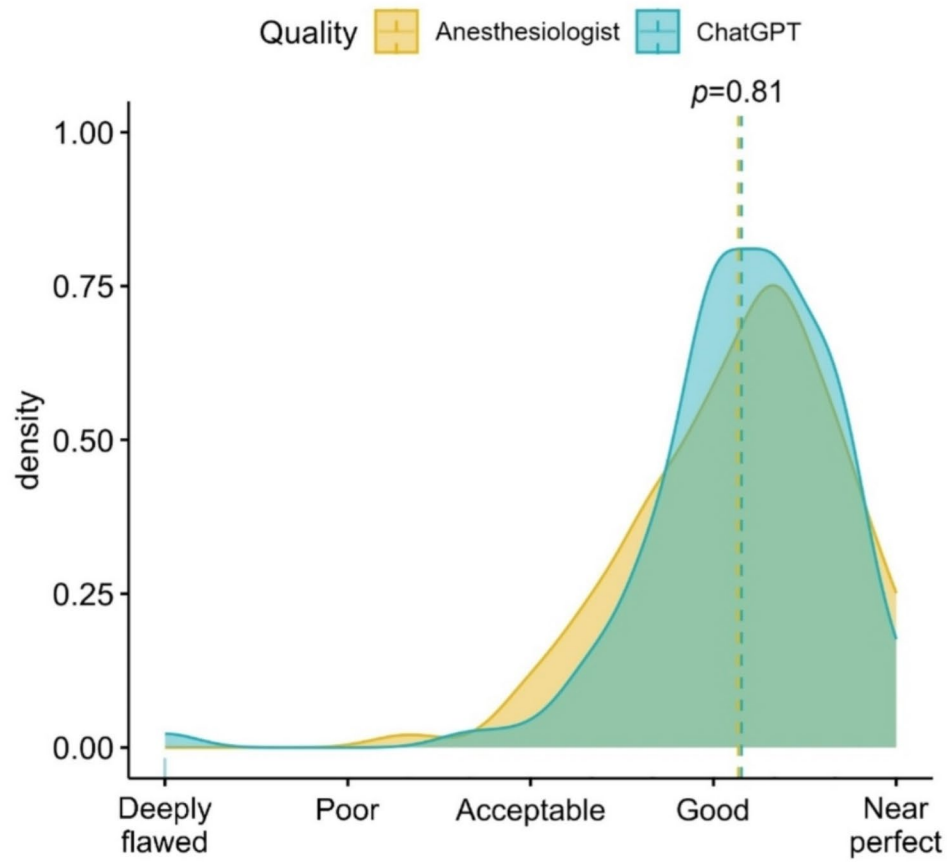 Quality Anesthesiologist ChatGPT
p=0.81
1.00
0.75
0.50
0.25
0.00
density
Deeply flawed
Poor
Acceptable
Good
Near perfect